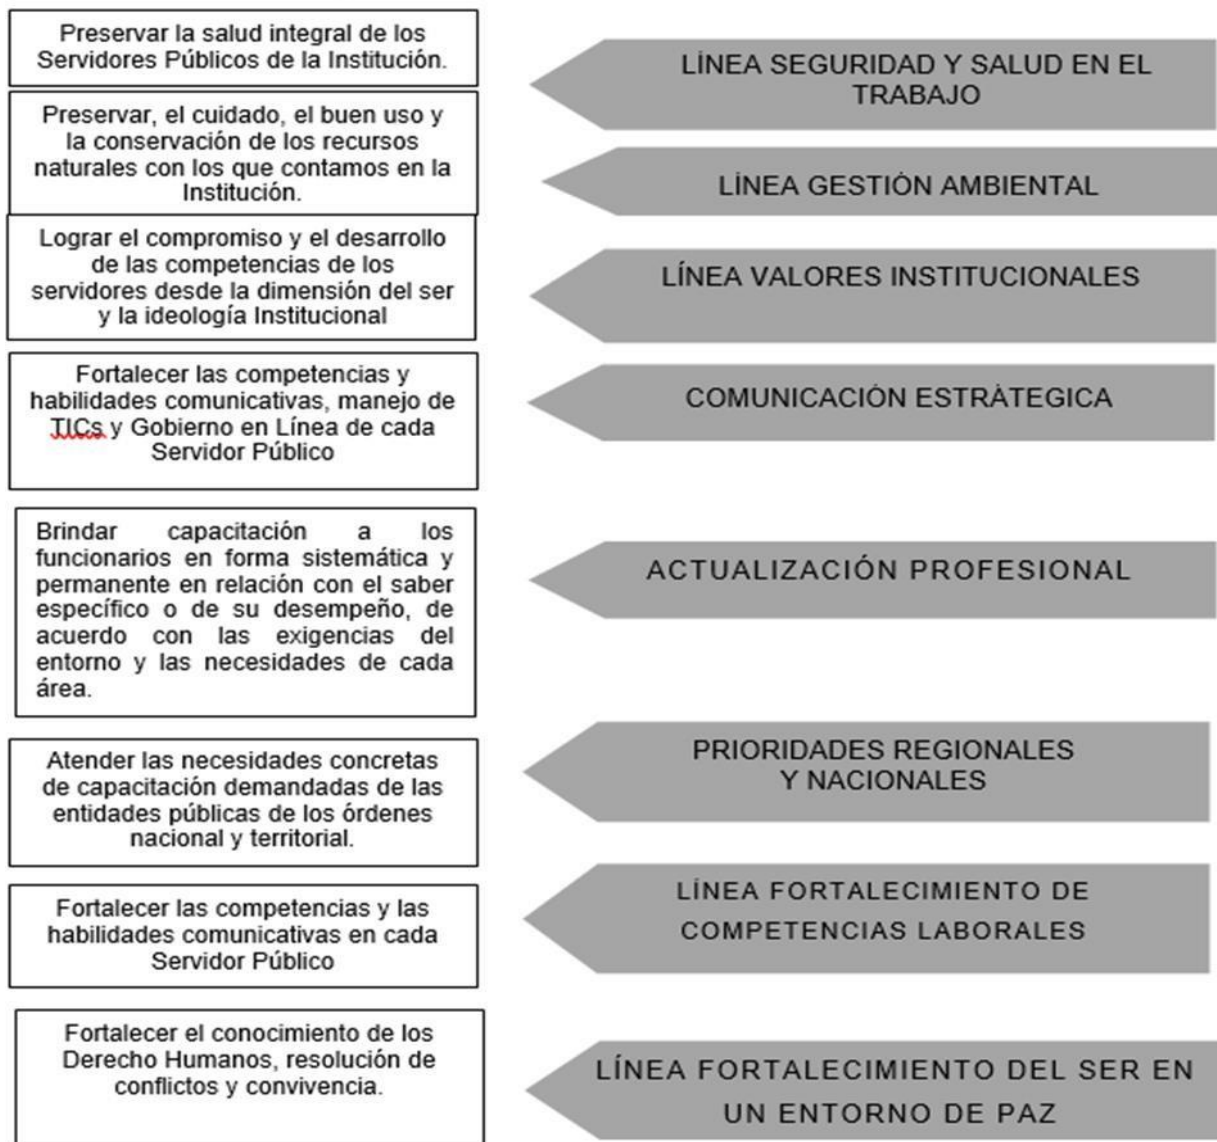 Preservar la salud integral de los
Servidores Públicos de la Institución.
LÍNEA SEGURIDAD Y SALUD EN EL
TRABAJO
Preservar, el cuidado, el buen uso y
la conservación de los recursos
naturales con los que contamos en la
Institución.
LÍNEA GESTIÓN AMBIENTAL
Lograr el compromiso y el desarrollo
de las competencias de los
servidores desde la dimensión del ser
y la ideología Institucional
LÍNEA VALORES INSTITUCIONALES
Fortalecer las competencias y
habilidades comunicativas, manejo de
TICs y Gobierno en Línea de cada
Servidor Público
COMUNICACIÓN ESTRÀTEGICA
Brindar capacitación a los
funcionarios en forma sistemática y
permanente en relación con el saber
específico o de su desempeño, de
acuerdo con las exigencias del
entorno y las necesidades de cada
área.
ACTUALIZACIÓN PROFESIONAL
Atender las necesidades concretas
de capacitación demandadas de las
entidades públicas de los órdenes
nacional y territorial.
PRIORIDADES REGIONALES
Y NACIONALES
Fortalecer las competencias y las
habilidades comunicativas en cada
Servidor Público
LÍNEA FORTALECIMIENTO DE
COMPETENCIAS LABORALES
Fortalecer el conocimiento de los
Derecho Humanos, resolución de
conflictos y convivencia.
LÍNEA FORTALECIMIENTO DEL SER EN
UN ENTORNO DE PAZ